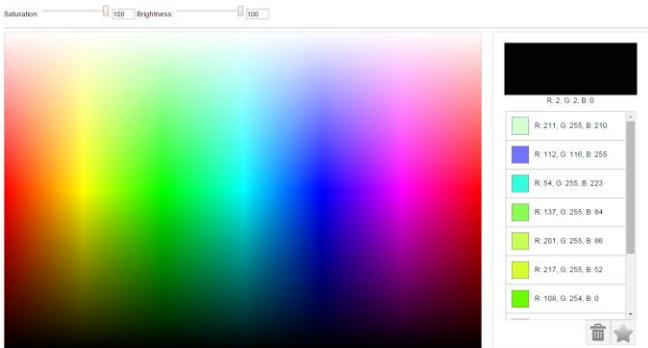 Saturation: 100 Brightness: 100
R: 2, G: 2, B: 0
R: 211, G: 255, B: 210
R: 112, G: 116, B: 255
R: 54, G: 255, B: 223
R: 137, G: 255, B: 84
R: 201, G: 255, B: 86
R: 217, G: 255, B: 52
R: 108, G: 254, B: 0